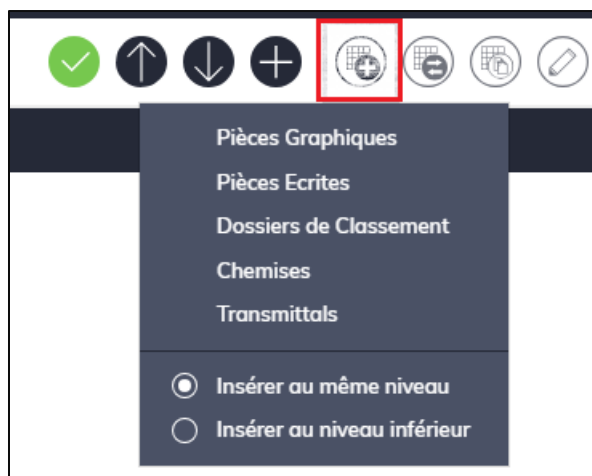 Pièces Graphiques
Pièces Ecrites
Dossiers de Classement
Chemises
Transmittals
Insérer au même niveau
Insérer au niveau inférieur